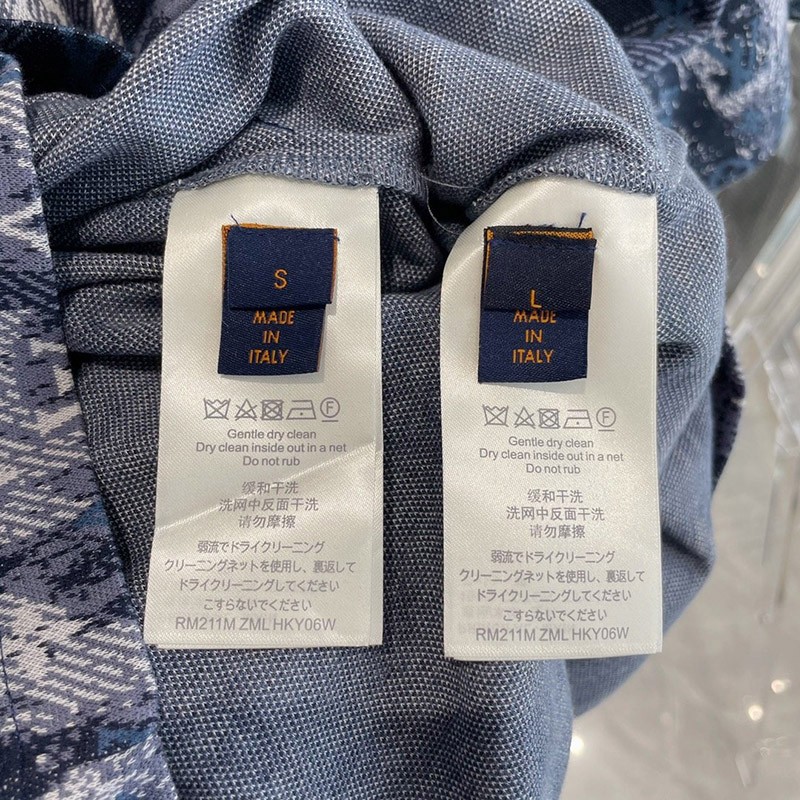 S
MADE
IN
ITALY
F
Gentle dry clean
Dry clean inside out in a net
Do not rub
缓和干洗
洗网中反面干洗
请勿摩擦
弱流でドライクリーニング
クリーニングネットを使用し、裏返して
ドライクリーニングしてください
こすらないでください
RM211M ZML HKY06W
L
MADE
IN
ITALY
F
Gentle dry clean
Dry clean inside out in a net
Do not rub
缓和干洗
洗网中反面干洗
请勿摩擦
弱流でドライクリーニング
クリーニングネットを使用し、裏返して
ドライクリーニングしてください
こすらないでください
RM211M ZML HKY06W